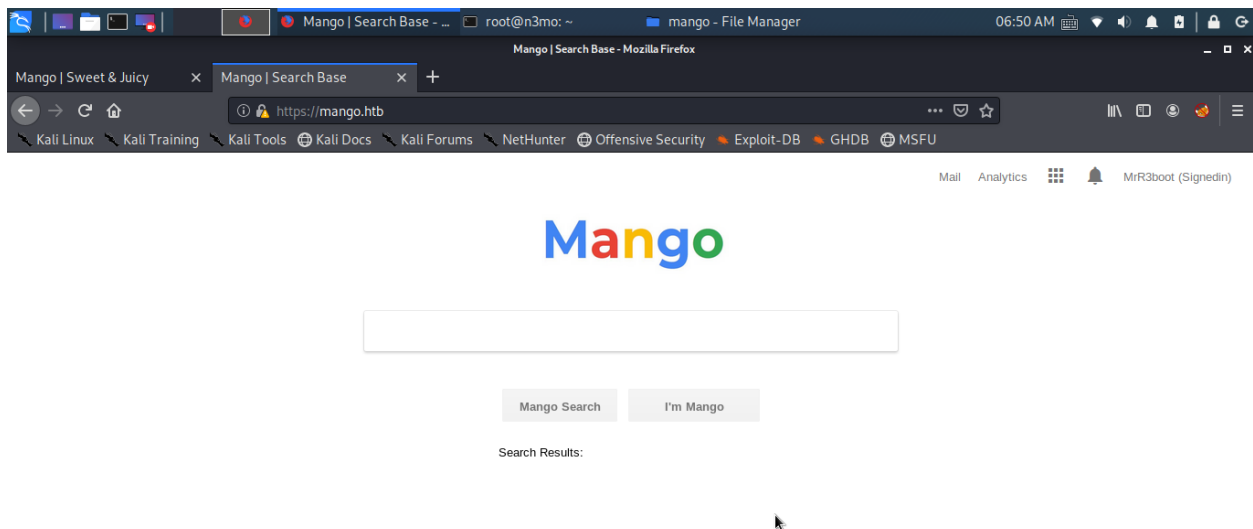 Mango | Search Base - ... root@n3mo: ~ mango - File Manager 06:50 AM
Mango | Search Base - Mozilla Firefox
Mango | Sweet & Juicy Mango | Search Base
https://mango.htb
Kali Linux Kali Training Kali Tools Kali Docs Kali Forums NetHunter Offensive Security Exploit-DB GHDB MSFU
Mail Analytics MrR3boot (Signedin)
Mango
Mango Search I'm Mango
Search Results: